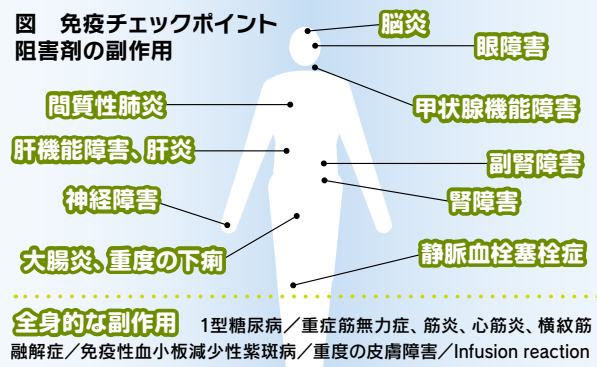 図 免疫チェックポイント
阻害剤の副作用
脳炎
眼障害
間質性肺炎
甲状腺機能障害
肝機能障害、肝炎
副腎障害
神経障害
腎障害
大腸炎、重度の下痢
静脈血栓塞栓症
全身的な副作用 1型糖尿病／重症筋無力症、筋炎、心筋炎、横紋筋
融解症／免疫性血小板減少性紫斑病／重度の皮膚障害／Infusion reaction